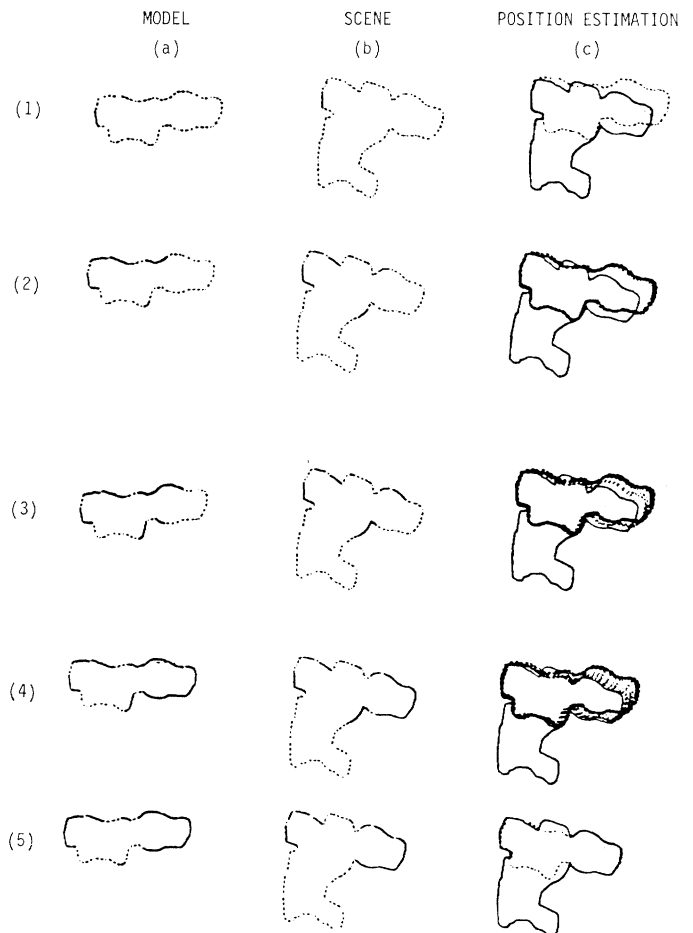 MODEL SCENE POSITION ESTIMATION
(a) (b) (c)
(1)
(2)
(3)
(4)
(5)